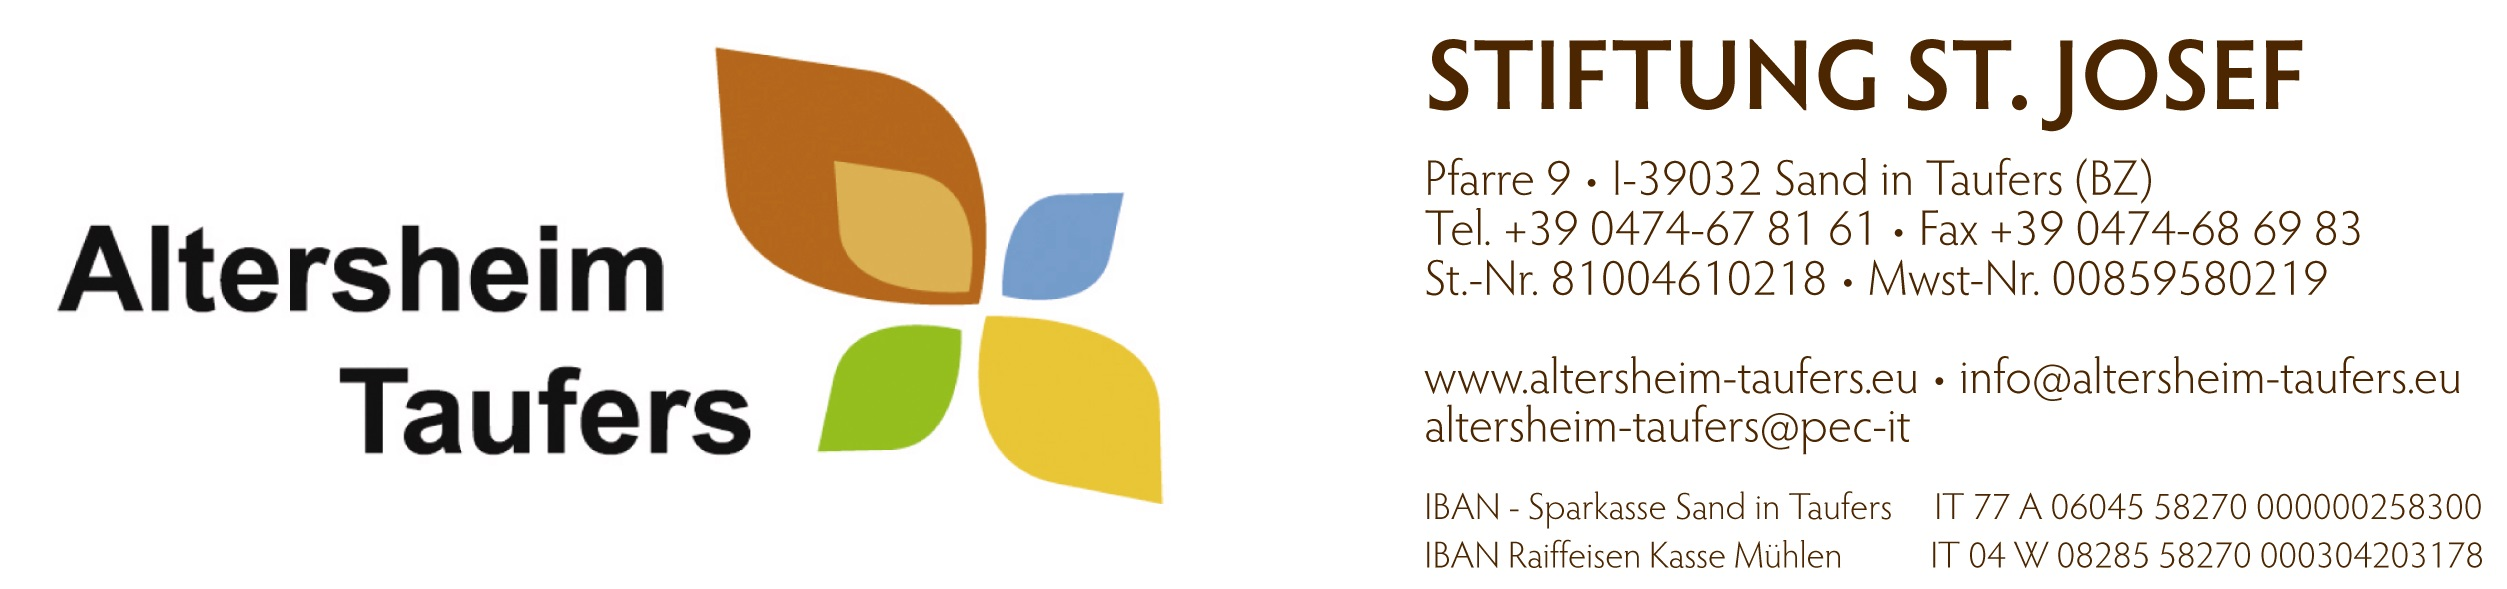 Altersheim
Taufers
STIFTUNG ST. JOSEF
Pfarre 9 • I-39032 Sand in Taufers (BZ)
Tel. +39 0474-67 81 61 • Fax +39 0474-68 69 83
St.-Nr. 81004610218 • Mwst-Nr. 00859580219
www.altersheim-taufers.eu • info@altersheim-taufers.eu
altersheim-taufers@pec-it
IBAN - Sparkasse Sand in Taufers IT 77 A 06045 58270 000000258300
IBAN Raiffeisen Kasse Mühlen IT 04 W 08285 58270 000304203178